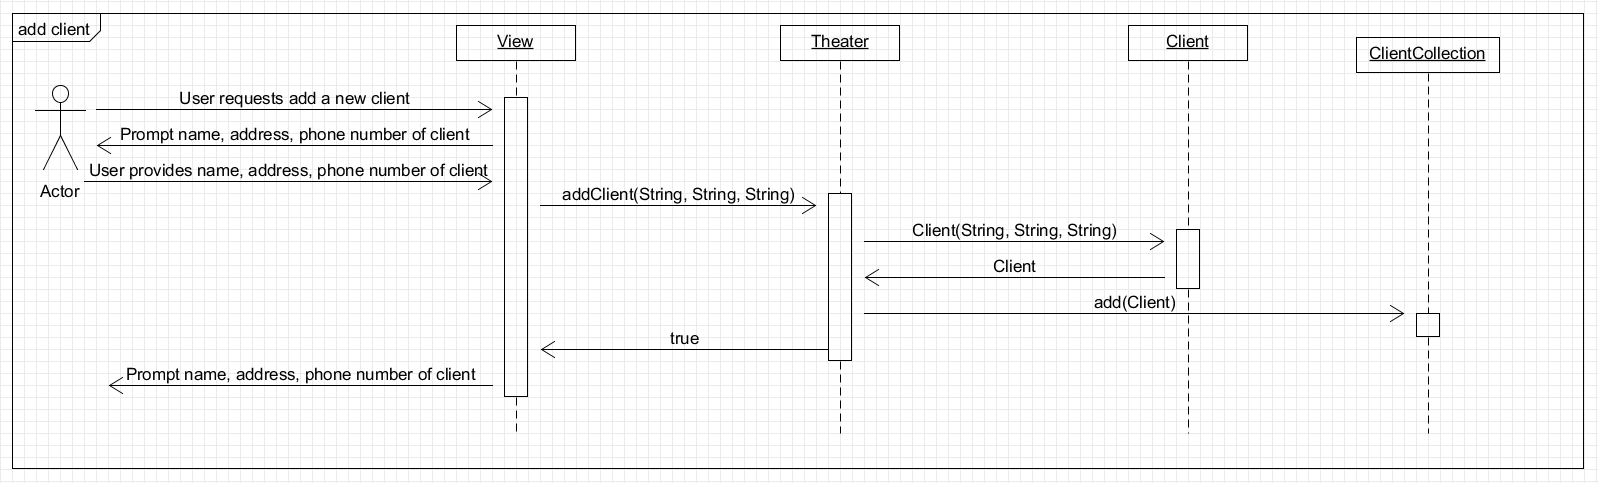 add client
View
Theater
Client
ClientCollection
User requests add a new client
Prompt name, address, phone number of client
User provides name, address, phone number of client
Actor
addClient(String, String, String)
Client(String, String, String)
Client
add(Client)
true
Prompt name, address, phone number of client